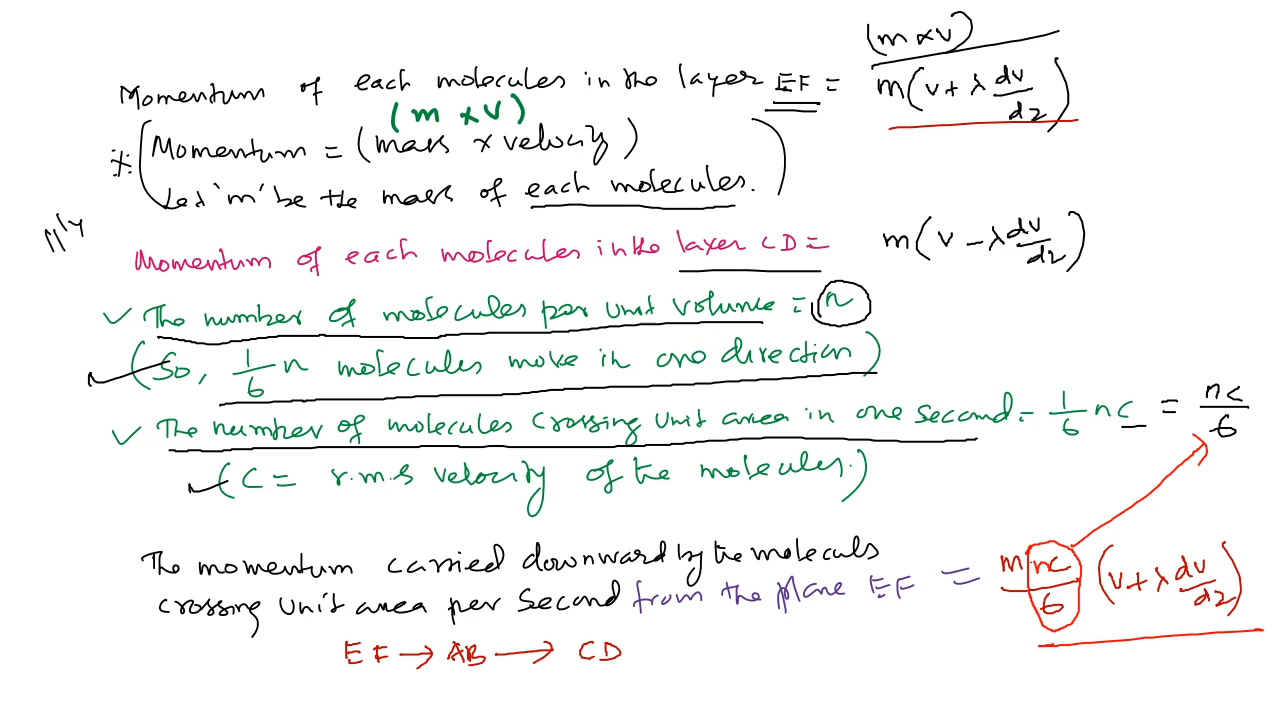 (m×v)
Momentum of each molecules in the layer EF = m(v+λ dv/dz)
(m × v)
※ (Momentum = (mass × velocity)
Let 'm' be the mass of each molecules.)
lll'y
Momentum of each molecules in the layer CD = m(v-λ dv/dz)
✓ The number of molecules per unit volume = n
(So, 1/6 n molecules move in one direction)
✓ The number of molecules crossing unit area in one second = 1/6 nc = nc/6
(C = r.m.s velocity of the molecules.)
The momentum carried downward by the moleculs
crossing unit area per second from the plane EF = mnc/6 (v+λ dv/dz)
EF → AB → CD